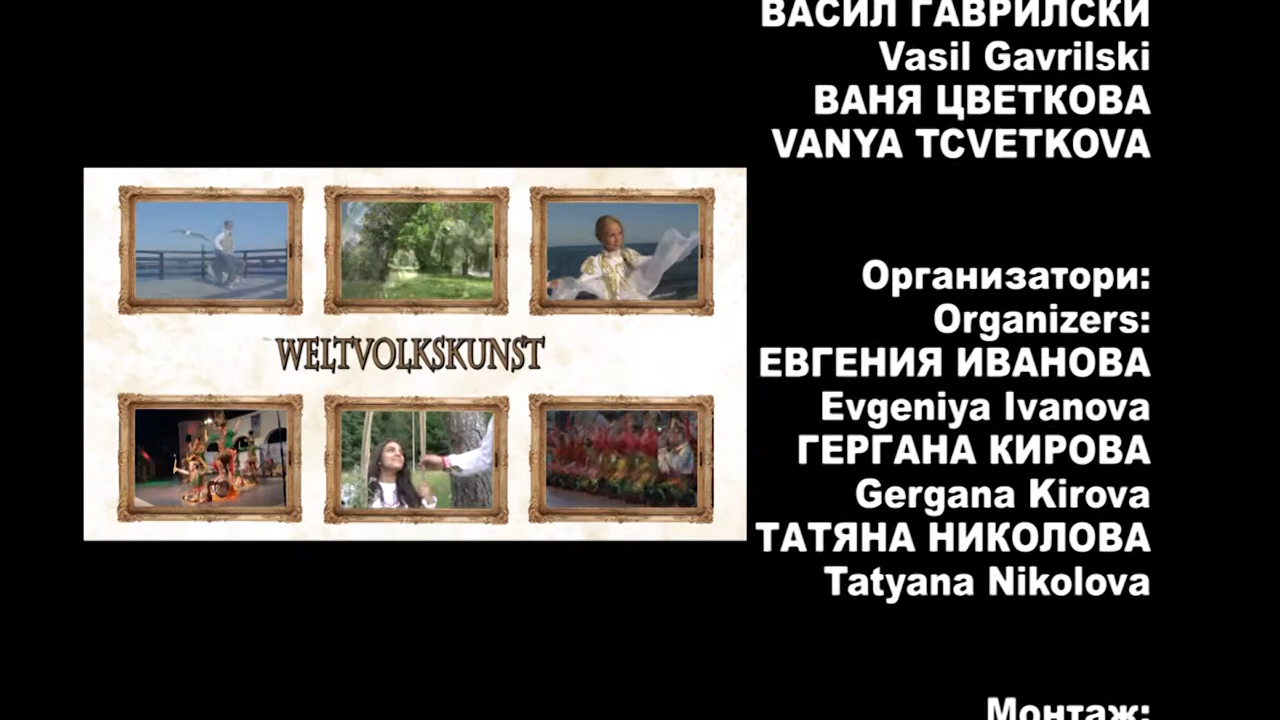 ВАСИЛ ГАВРИЛСКИ
Vasil Gavrilski
ВАНЯ ЦВЕТКОВА
VANYA TCVETKOVA
Организатори:
Organizers:
ЕВГЕНИЯ ИВАНОВА
Evgeniya Ivanova
ГЕРГАНА КИРОВА
Gergana Kirova
ТАТЯНА НИКОЛОВА
Tatyana Nikolova
Монтаж:
WELTVOLKSKUNST